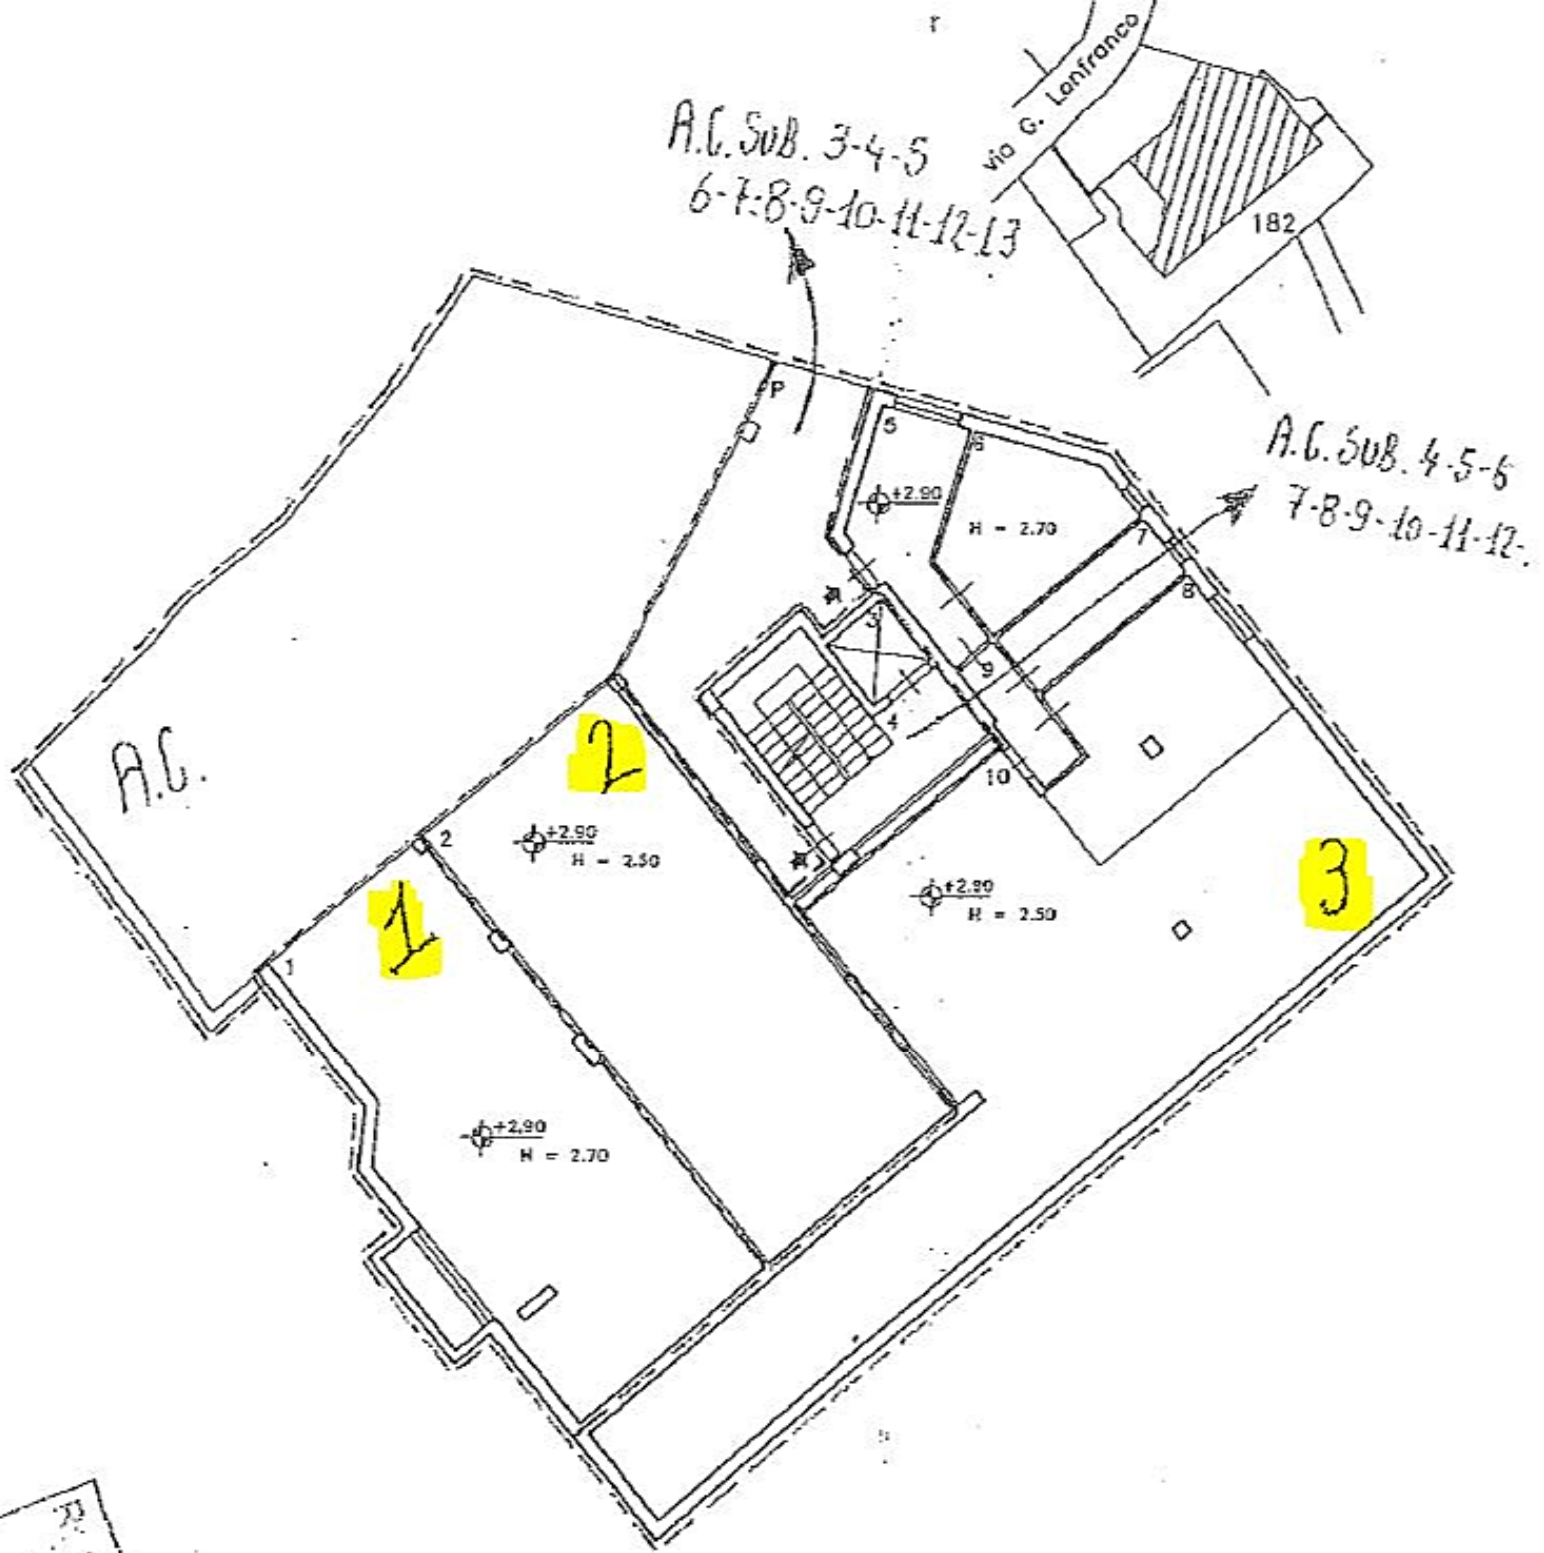 r
via G. Lanfranco
A.C. SUB. 3-4-5
6-7-8-9-10-11-12-13
182
P
5
6
A.C. SUB. 4-5-6
7-8-9-10-11-12-
+2.90
H = 2.70
7
8
3
9
4
2
A.C.
10
2
+2.90
H = 2.50
3
+2.90
H = 2.50
1
1
+2.90
H = 2.70